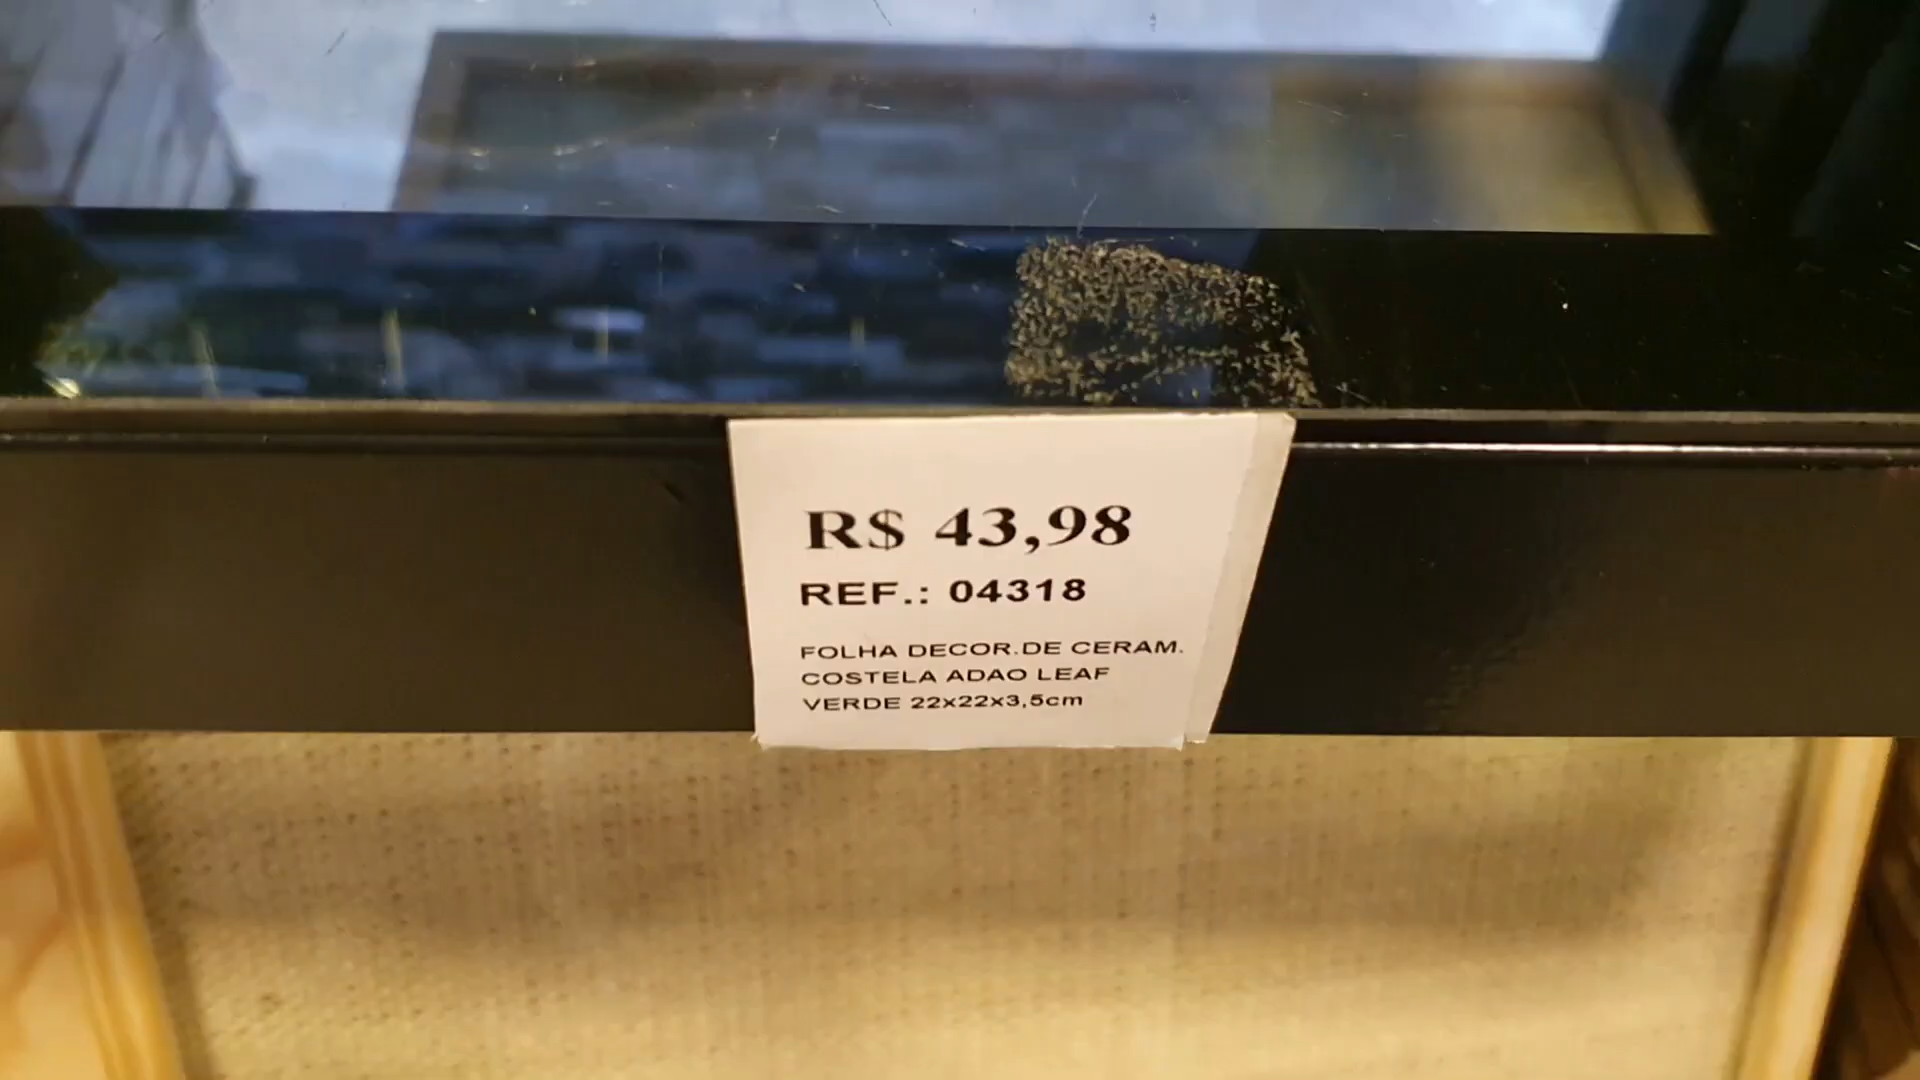 R$ 43,98
REF.: 04318
FOLHA DECOR.DE CERAM.
COSTELA ADAO LEAF
VERDE 22x22x3,5cm